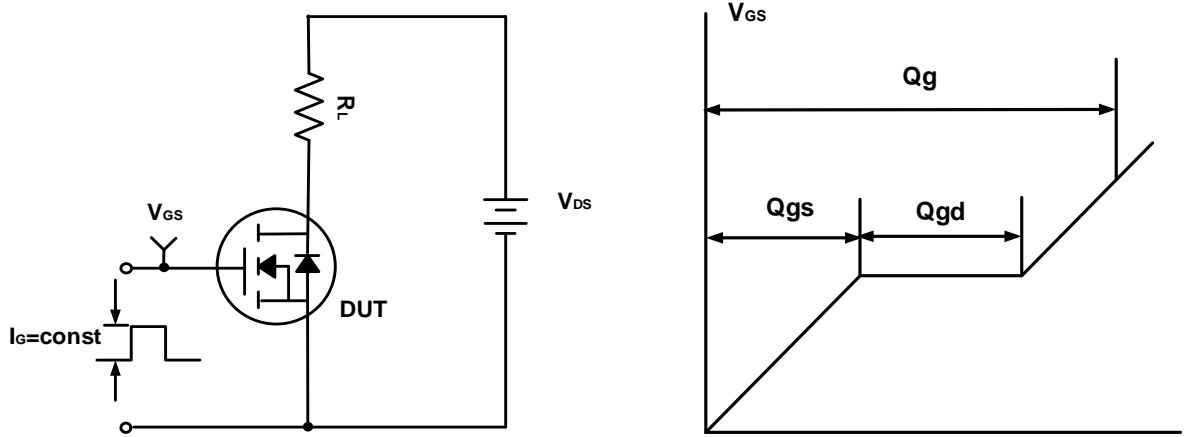 RL
VDS
VGS
DUT
IG=const
VGS
Qg
Qgs
Qgd